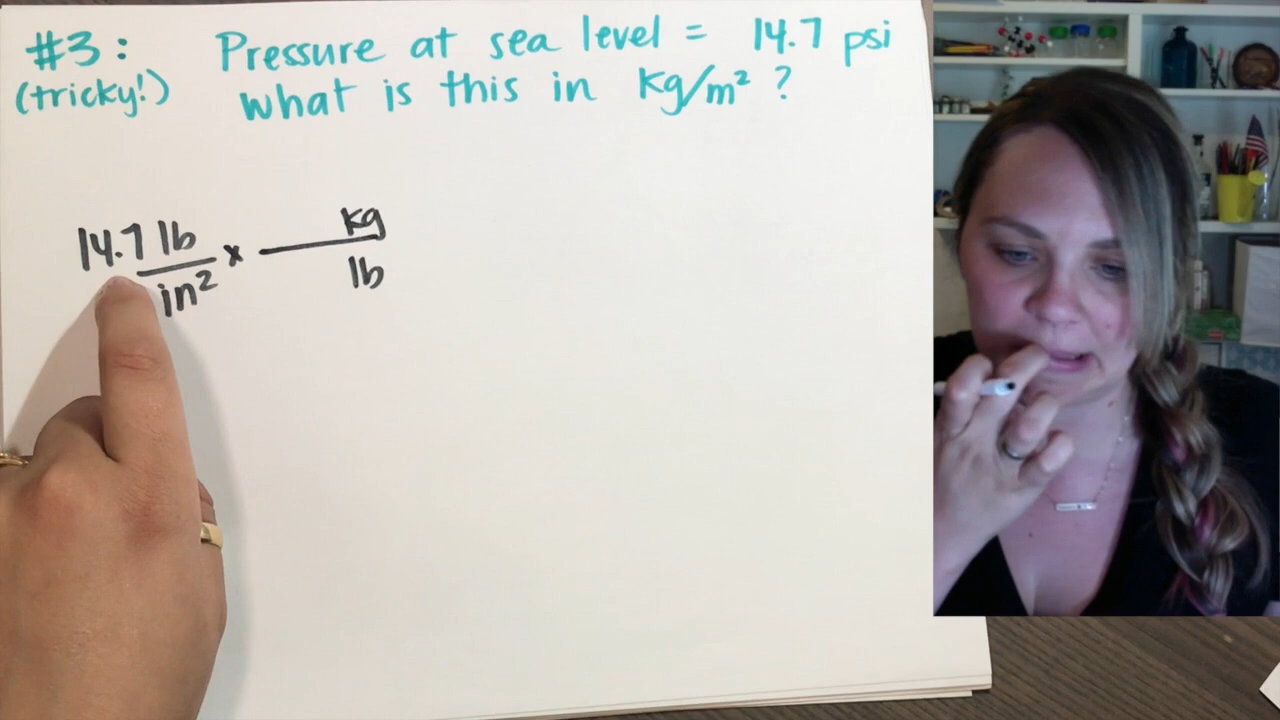 #3: Pressure at sea level = 14.7 psi
(tricky!) what is this in kg/m² ?
14.7 lb/in² x kg/lb